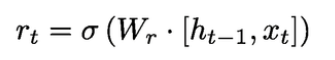 r_t = σ (W_r · [h_{t−1}, x_t])